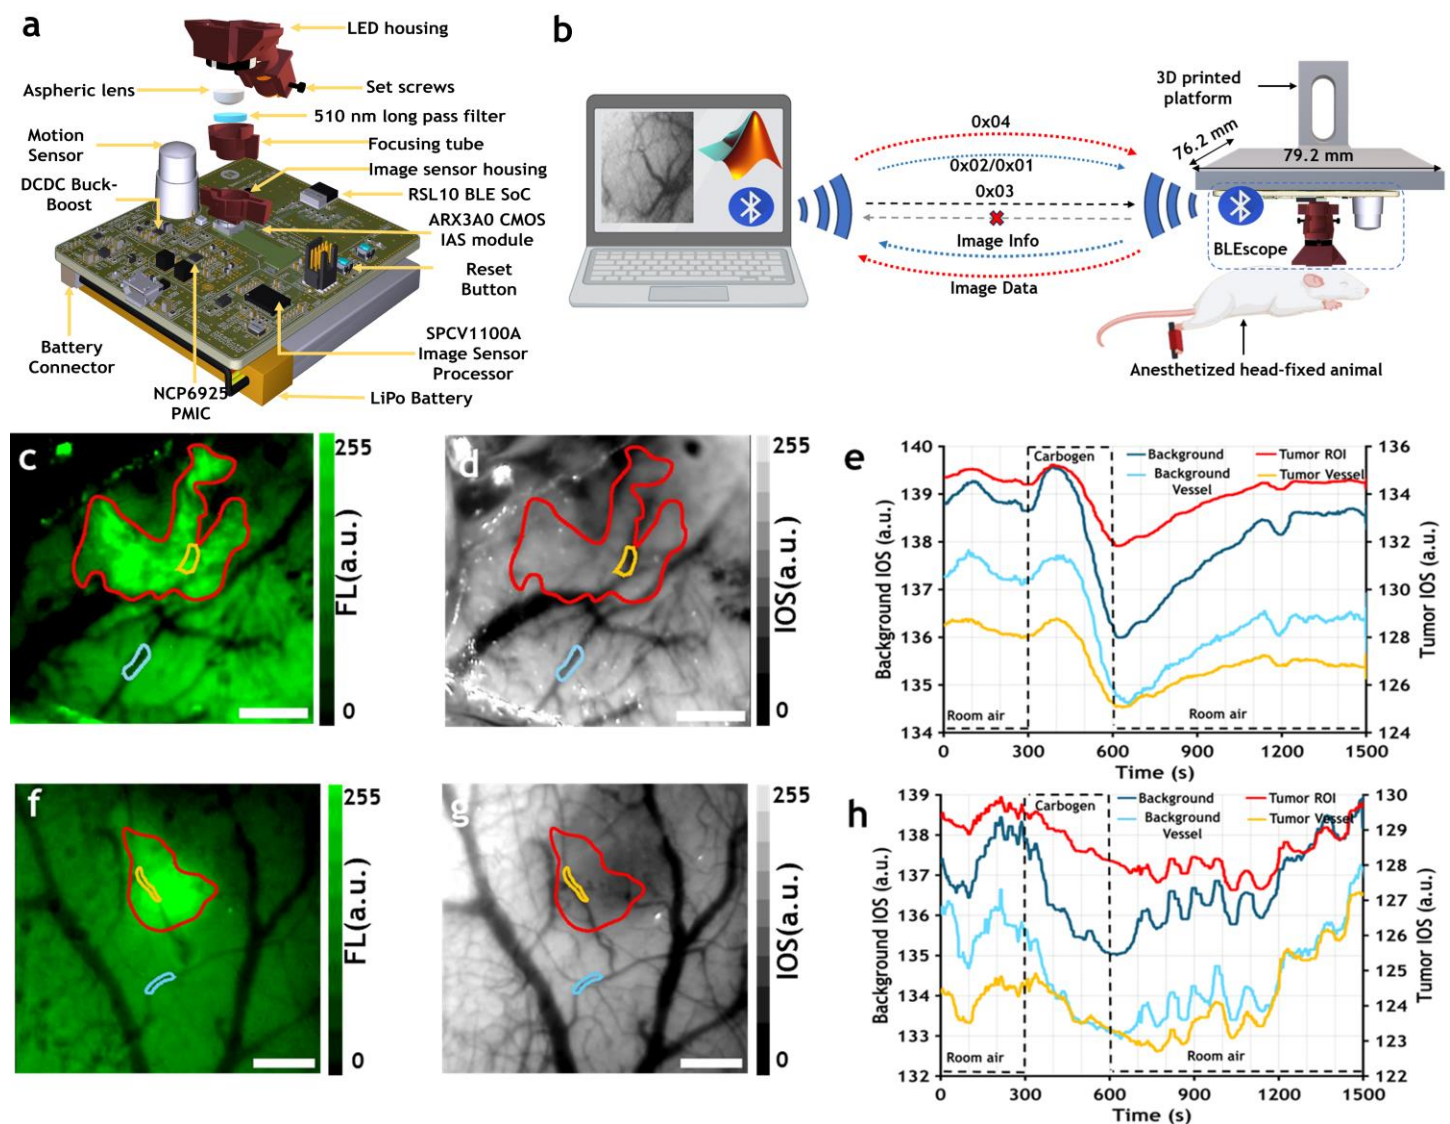 a
LED housing
Aspheric lens
Set screws
510 nm long pass filter
Motion
Sensor
Focusing tube
Image sensor housing
DCDC Buck-
Boost
RSL10 BLE SoC
ARX3A0 CMOS
IAS module
Reset
Button
Battery
Connector
SPCV1100A
Image Sensor
Processor
NCP6925
PMIC
LiPo Battery
b
0x04
0x02/0x01
0x03
Image Info
Image Data
3D printed
platform
76.2 mm
79.2 mm
BLEscope
Anesthetized head-fixed animal
c
255
FL(a.u.)
0
d
255
IOS(a.u.)
0
e
140
139
138
137
136
135
134
Background IOS (a.u.)
Carbogen
Background
Background
Vessel
Tumor ROI
Tumor Vessel
Room air
Room air
136
134
132
130
128
126
124
Tumor IOS (a.u.)
0 300 600 900 1200 1500
Time (s)
f
255
FL(a.u.)
0
g
255
IOS(a.u.)
0
h
139
138
137
136
135
134
133
132
Background IOS (a.u.)
Carbogen
Background
Background
Vessel
Tumor ROI
Tumor Vessel
Room air
Room air
130
129
128
127
126
125
124
123
122
Tumor IOS (a.u.)
0 300 600 900 1200 1500
Time (s)